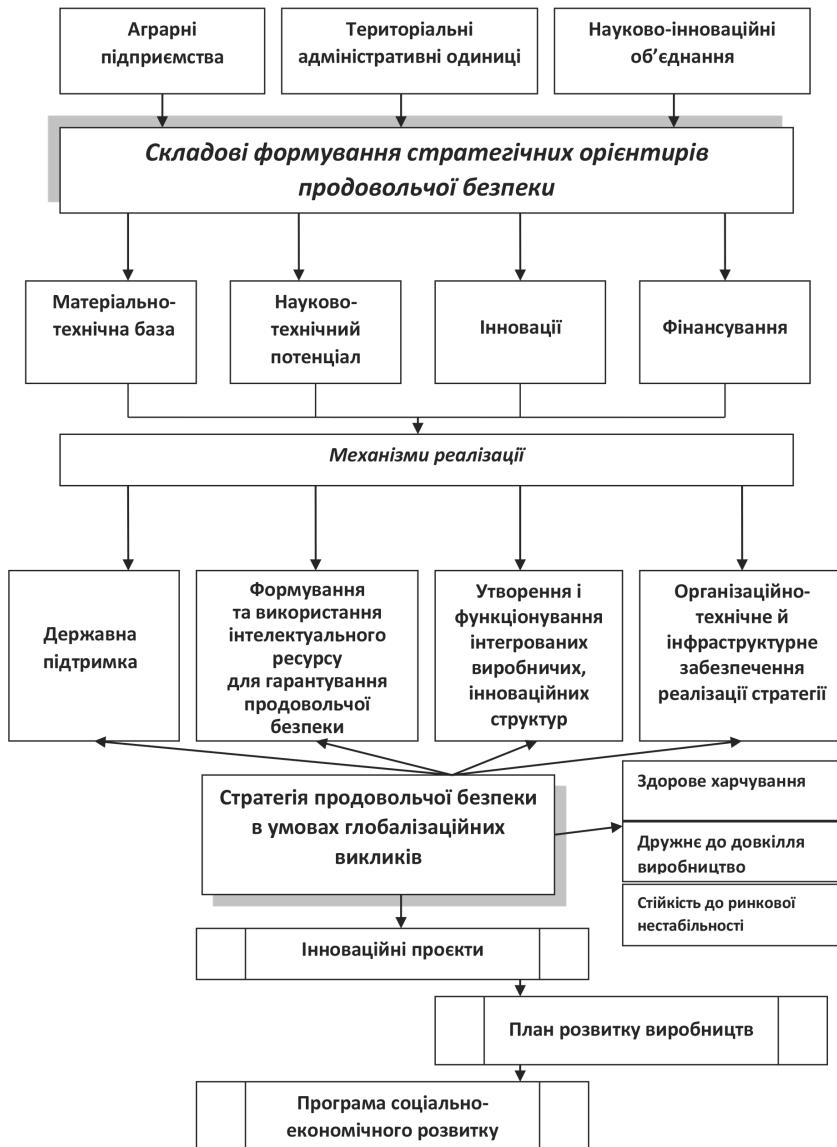 Аграрні
підприємства
Територіальні
адміністративні одиниці
Науково-інноваційні
об’єднання
Складові формування стратегічних орієнтирів
продовольчої безпеки
Матеріально-
технічна база
Науково-
технічний
потенціал
Інновації
Фінансування
Механізми реалізації
Державна
підтримка
Формування
та використання
інтелектуального
ресурсу
для гарантування
продовольчої
безпеки
Утворення і
функціонування
інтегрованих
виробничих,
інноваційних
структур
Організаційно-
технічне й
інфраструктурне
забезпечення
реалізації стратегії
Стратегія продовольчої безпеки
в умовах глобалізаційних
викликів
Здорове харчування
Дружнє до довкілля
виробництво
Стійкість до ринкової
нестабільності
Інноваційні проєкти
План розвитку виробництв
Програма соціально-
економічного розвитку